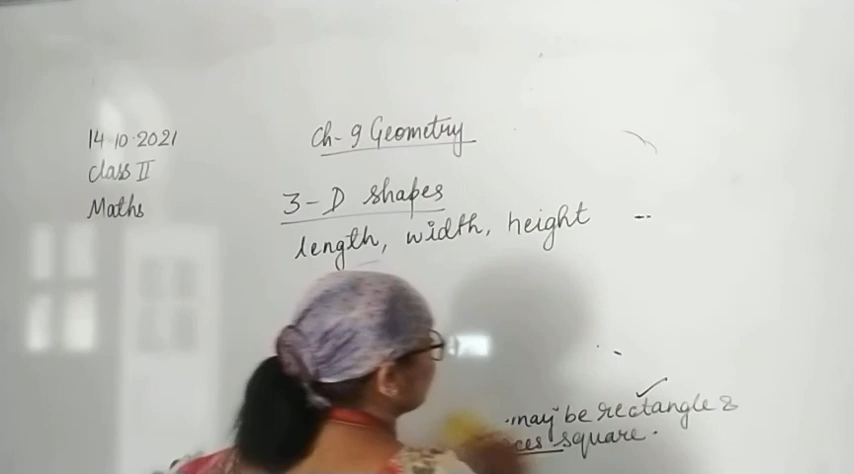 14.10.2021
Class II
Maths
Ch- 9 Geometry
3-D shapes
length, width, height
may be rectangle &
square.